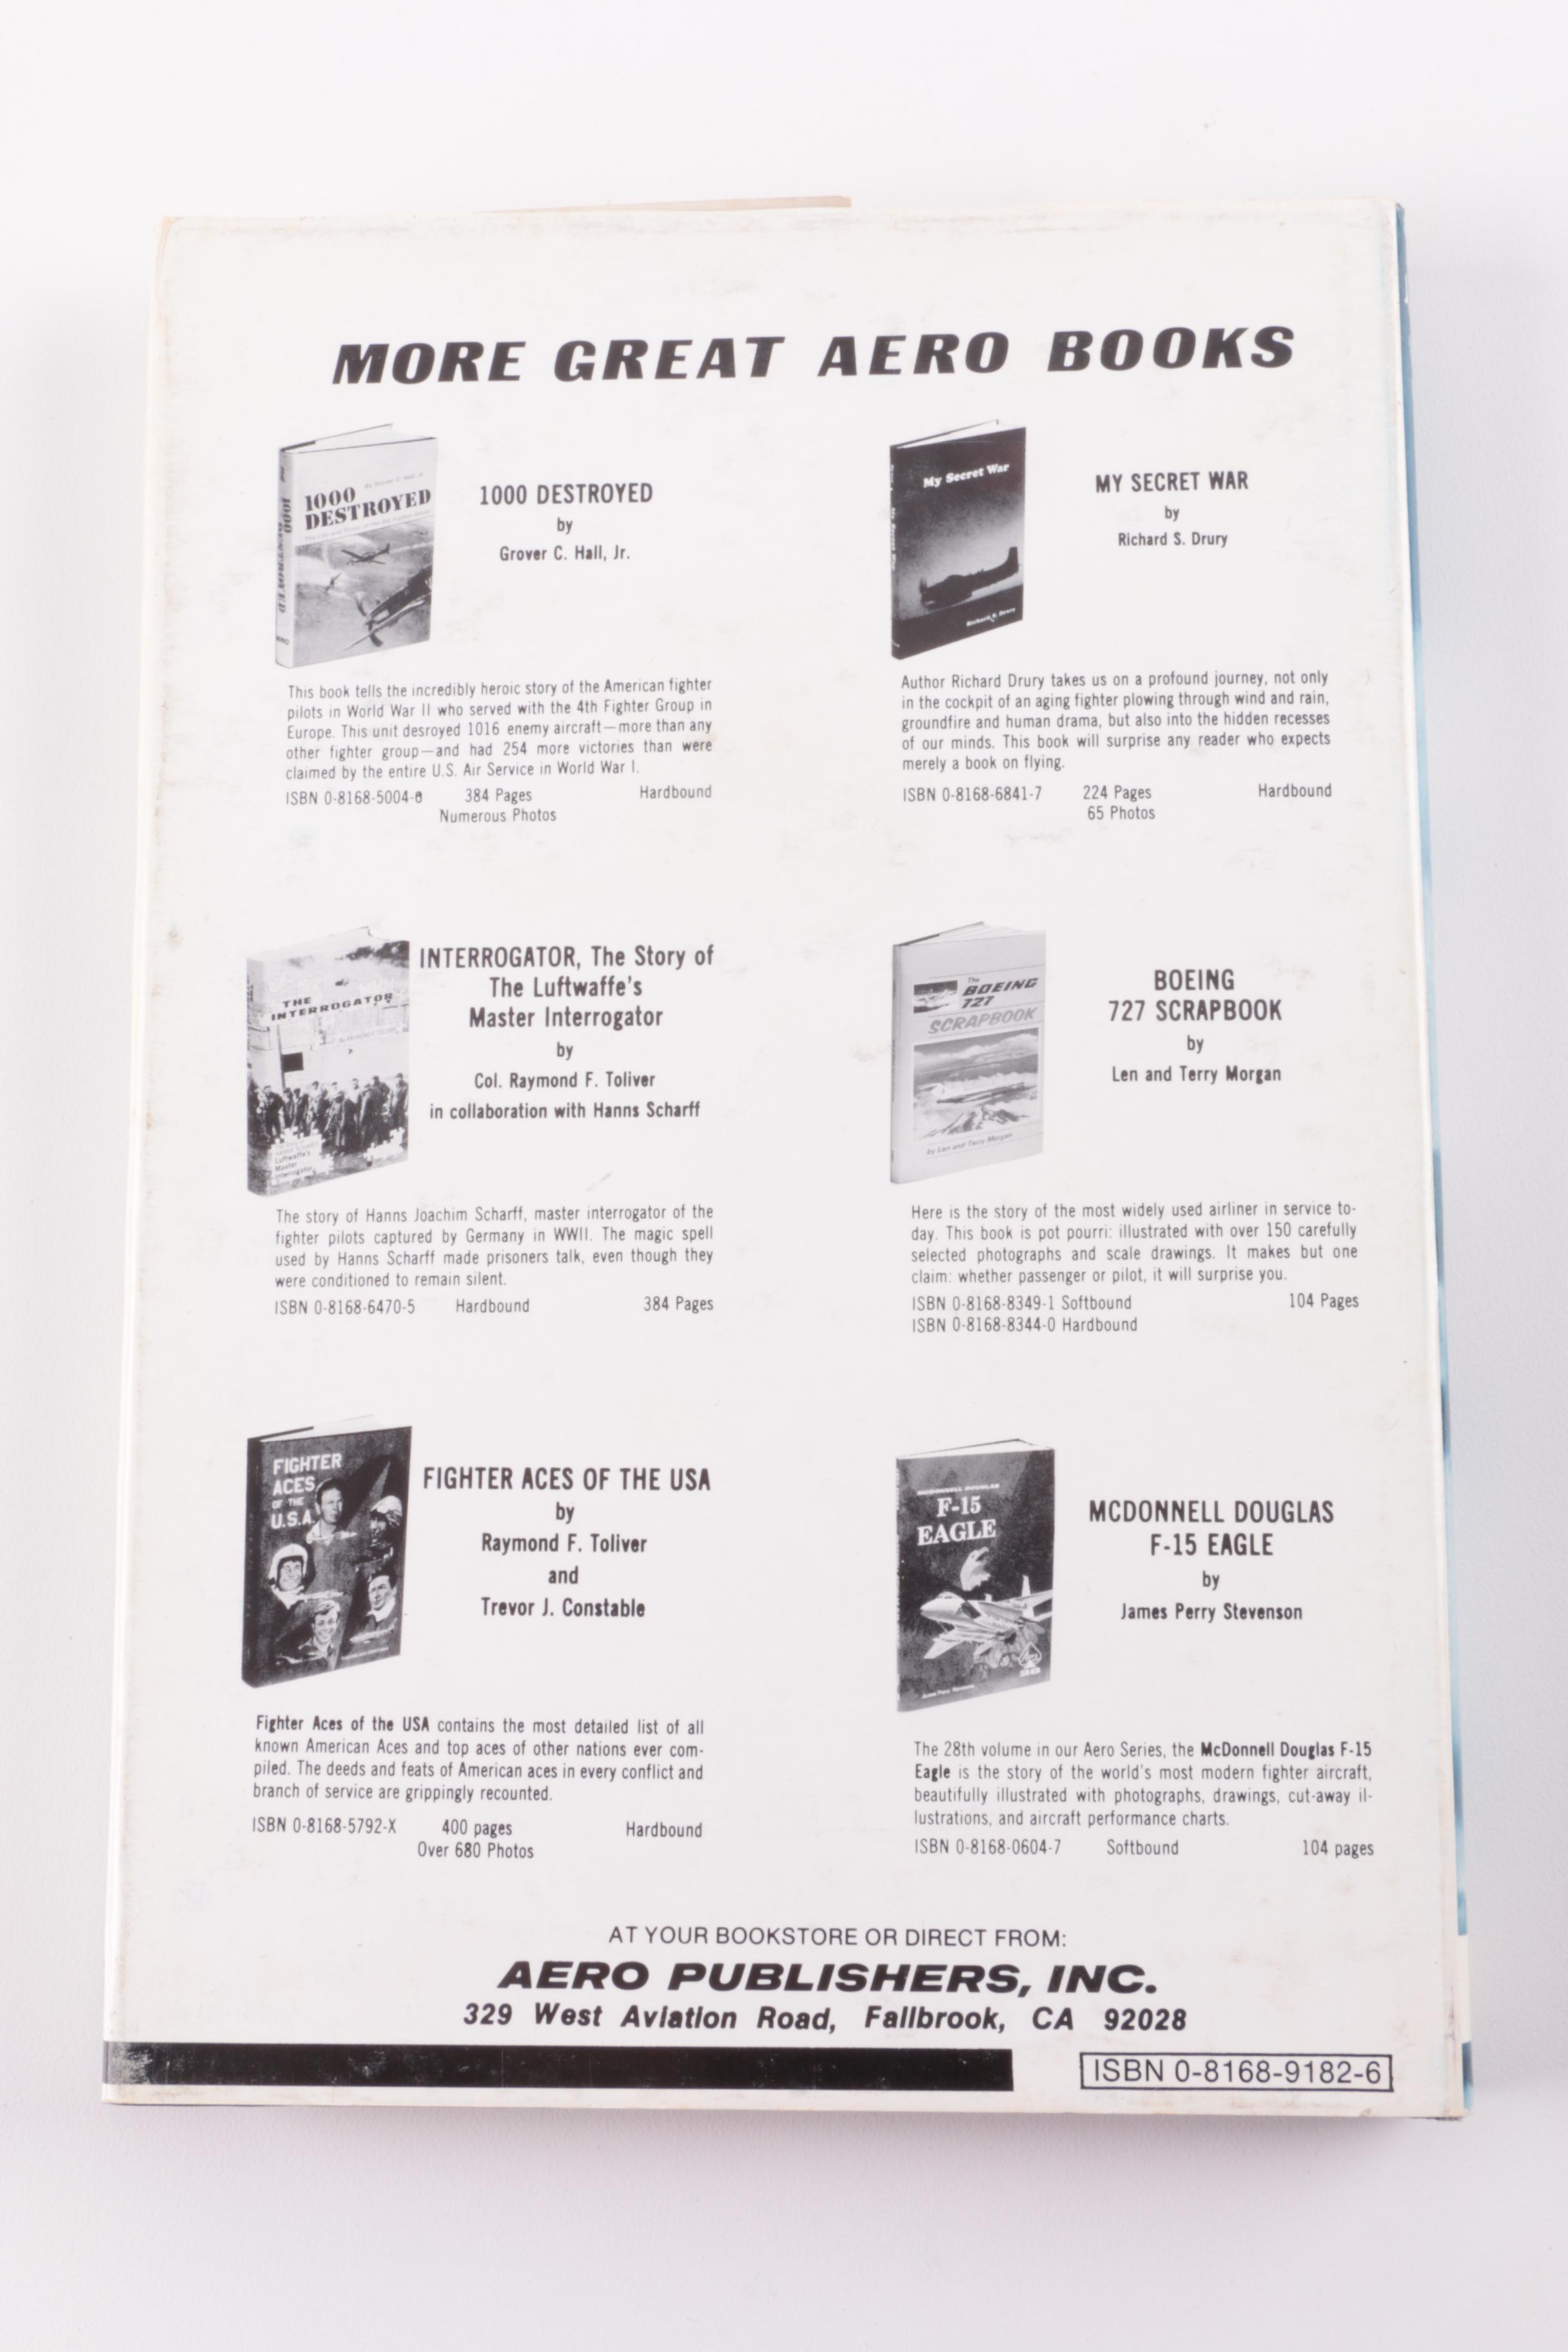 MORE GREAT AERO BOOKS
1000
DESTROYED
1000 DESTROYED
by
Grover C. Hall, Jr.
This book tells the incredibly heroic story of the American fighter
pilots in World War II who served with the 4th Fighter Group in
Europe. This unit desroyed 1016 enemy aircraft—more than any
other fighter group—and had 254 more victories than were
claimed by the entire U.S. Air Service in World War I.
ISBN 0-8168-5004-6 384 Pages Hardbound
Numerous Photos
My Secret War
Richard S. Drury
MY SECRET WAR
by
Richard S. Drury
Author Richard Drury takes us on a profound journey, not only
in the cockpit of an aging fighter plowing through wind and rain,
groundfire and human drama, but also into the hidden recesses
of our minds. This book will surprise any reader who expects
merely a book on flying.
ISBN 0-8168-6841-7 224 Pages Hardbound
65 Photos
THE
INTERROGATOR
Luftwaffe's
Master
Interrogator
INTERROGATOR, The Story of
The Luftwaffe's
Master Interrogator
by
Col. Raymond F. Toliver
in collaboration with Hanns Scharff
The story of Hanns Joachim Scharff, master interrogator of the
fighter pilots captured by Germany in WWII. The magic spell
used by Hanns Scharff made prisoners talk, even though they
were conditioned to remain silent.
ISBN 0-8168-6470-5 Hardbound 384 Pages
The
BOEING
727
SCRAPBOOK
by Len and Terry Morgan
BOEING
727 SCRAPBOOK
by
Len and Terry Morgan
Here is the story of the most widely used airliner in service to-
day. This book is pot pourri: illustrated with over 150 carefully
selected photographs and scale drawings. It makes but one
claim: whether passenger or pilot, it will surprise you.
ISBN 0-8168-8349-1 Softbound 104 Pages
ISBN 0-8168-8344-0 Hardbound
FIGHTER
ACES
OF THE
U.S.A.
FIGHTER ACES OF THE USA
by
Raymond F. Toliver
and
Trevor J. Constable
Fighter Aces of the USA contains the most detailed list of all
known American Aces and top aces of other nations ever com-
piled. The deeds and feats of American aces in every conflict and
branch of service are grippingly recounted.
ISBN 0-8168-5792-X 400 pages Hardbound
Over 680 Photos
MCDONNELL DOUGLAS
F-15
EAGLE
MCDONNELL DOUGLAS
F-15 EAGLE
by
James Perry Stevenson
The 28th volume in our Aero Series, the McDonnell Douglas F-15
Eagle is the story of the world's most modern fighter aircraft,
beautifully illustrated with photographs, drawings, cut-away il-
lustrations, and aircraft performance charts.
ISBN 0-8168-0604-7 Softbound 104 pages
AT YOUR BOOKSTORE OR DIRECT FROM:
AERO PUBLISHERS, INC.
329 West Aviation Road, Fallbrook, CA 92028
ISBN 0-8168-9182-6